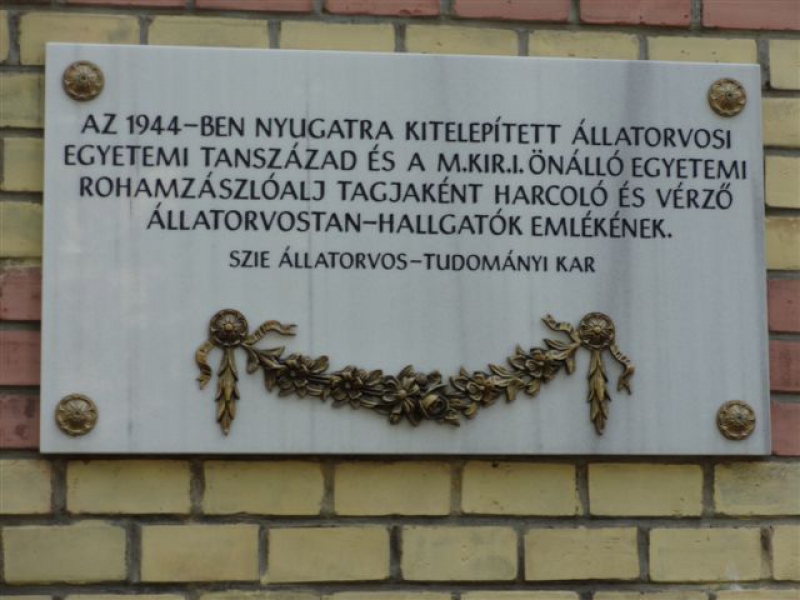 AZ 1944-BEN NYUGATRA KITELEPÍTETT ÁLLATORVOSI
EGYETEMI TANSZÁZAD ÉS A M.KIR.I. ÖNÁLLÓ EGYETEMI
ROHAMZÁSZLÓALJ TAGJAKÉNT HARCOLÓ ÉS VÉRZŐ
ÁLLATORVOSTAN-HALLGATÓK EMLÉKÉNEK.
SZIE ÁLLATORVOS-TUDOMÁNYI KAR